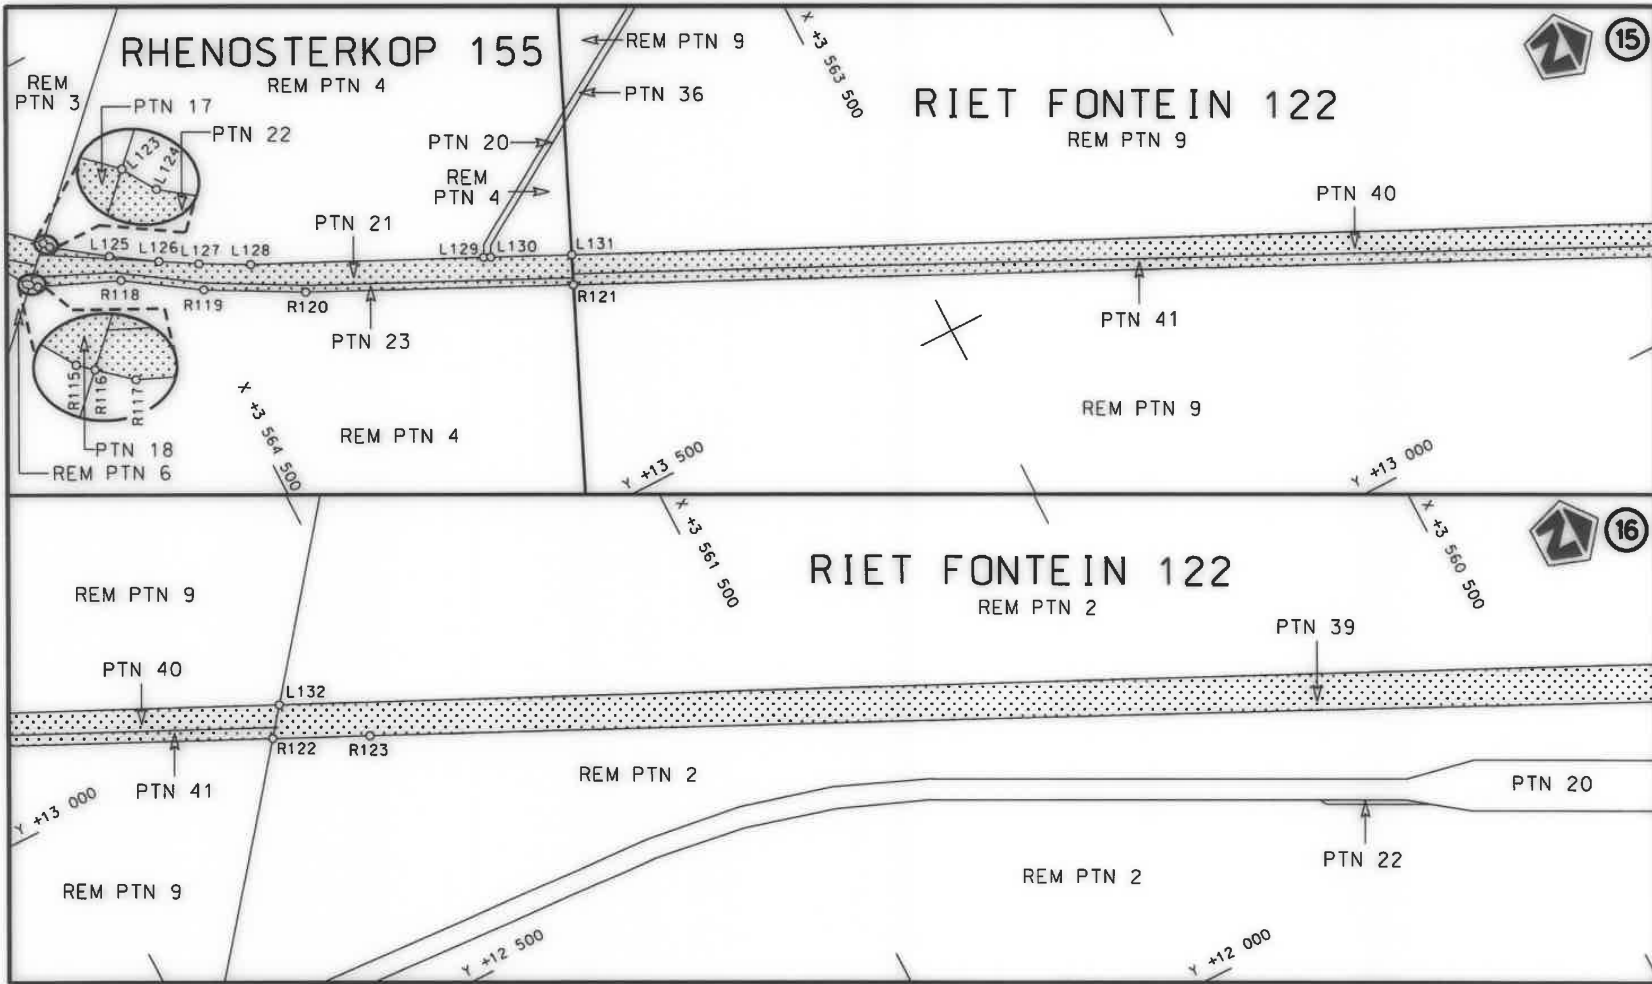 RHENOSTERKOP 155
REM PTN 4
REM
PTN 3
PTN 17
PTN 22
L123
L124
REM PTN 9
PTN 36
PTN 20
REM
PTN 4
X +3 563 500
RIET FONTEIN 122
REM PTN 9
15
PTN 40
PTN 21
L125
L126
L127
L128
L129
L130
L131
R118
R119
R120
R121
PTN 23
PTN 41
R115
R116
R117
PTN 18
REM PTN 6
X +3 564 500
REM PTN 4
Y +13 500
REM PTN 9
Y +13 000
X +3 561 500
X +3 560 500
16
RIET FONTEIN 122
REM PTN 2
REM PTN 9
PTN 39
PTN 40
L132
R122
R123
PTN 41
REM PTN 2
PTN 20
Y +13 000
PTN 22
REM PTN 9
REM PTN 2
Y +12 500
Y +12 000